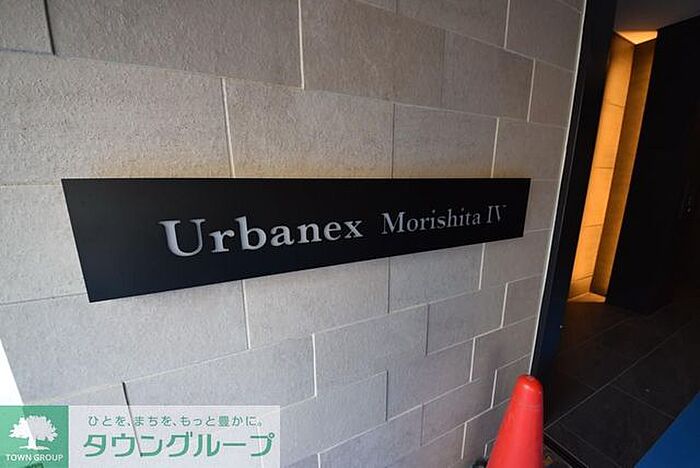 Urbanex Morishita IV
ひとを、まちを、もっと豊かに。
タウングループ
TOWN GROUP